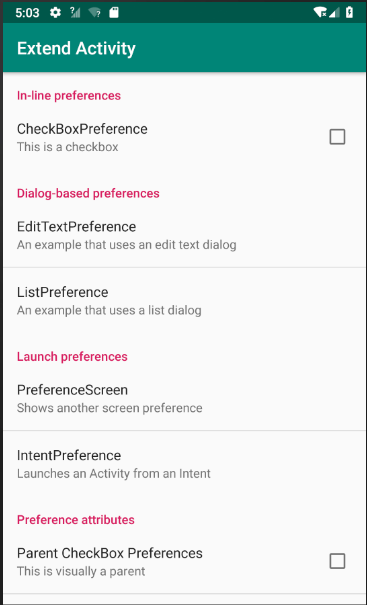 5:03
Extend Activity
In-line preferences
CheckBoxPreference
This is a checkbox
Dialog-based preferences
EditTextPreference
An example that uses an edit text dialog
ListPreference
An example that uses a list dialog
Launch preferences
PreferenceScreen
Shows another screen preference
IntentPreference
Launches an Activity from an Intent
Preference attributes
Parent CheckBox Preferences
This is visually a parent